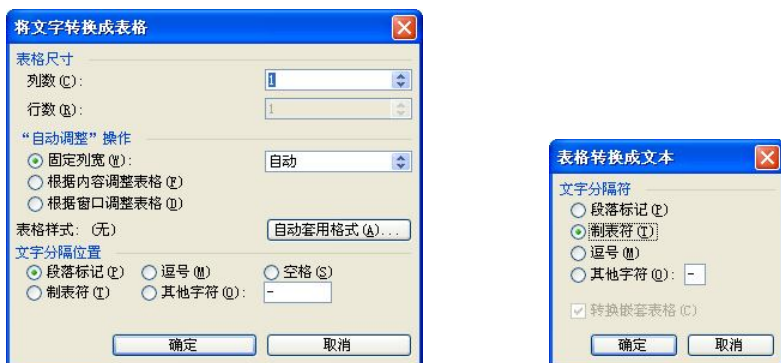 将文字转换成表格
表格尺寸
列数(C):
1
行数(R):
1
“自动调整”操作
固定列宽(W):
自动
根据内容调整表格(F)
根据窗口调整表格(D)
表格样式: (无)
自动套用格式(A)...
文字分隔位置
段落标记(P) 逗号(M) 空格(S)
制表符(T) 其他字符(O): -
确定 取消
表格转换成文本
文字分隔符
段落标记(P)
制表符(T)
逗号(M)
其他字符(O): -
转换嵌套表格(C)
确定 取消